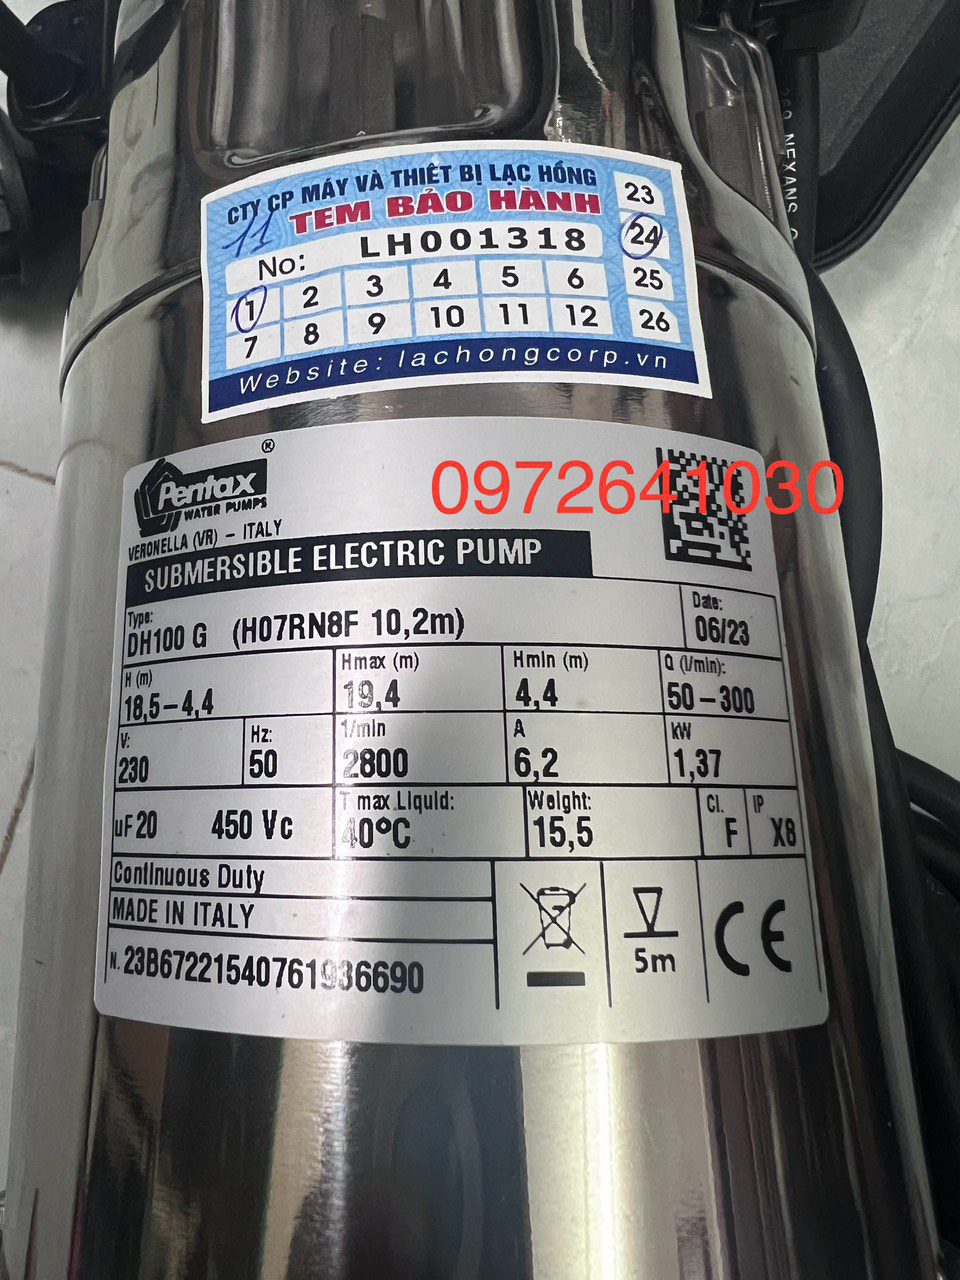 CTY CP MÁY VÀ THIẾT BỊ LẠC HỒNG
TEM BẢO HÀNH
11
No: LH001318
1 2 3 4 5 6
7 8 9 10 11 12
23
24
25
26
Website: lachongcorp.vn
Pentax ®
WATER PUMPS
VERONELLA (VR) – ITALY
0972641030
SUBMERSIBLE ELECTRIC PUMP
Type: DH100 G (H07RN8F 10,2m)
Date: 06/23
H (m) 18,5–4,4
Hmax (m) 19,4
Hmin (m) 4,4
Q (l/min): 50–300
V: 230
Hz: 50
1/min 2800
A 6,2
kW 1,37
uF 20 450 Vc
T max Liquid: 40°C
Weight: 15,5
Cl. F
IP X8
Continuous Duty
MADE IN ITALY
N. 23B67221540761936690
5m
CE
NEXANS